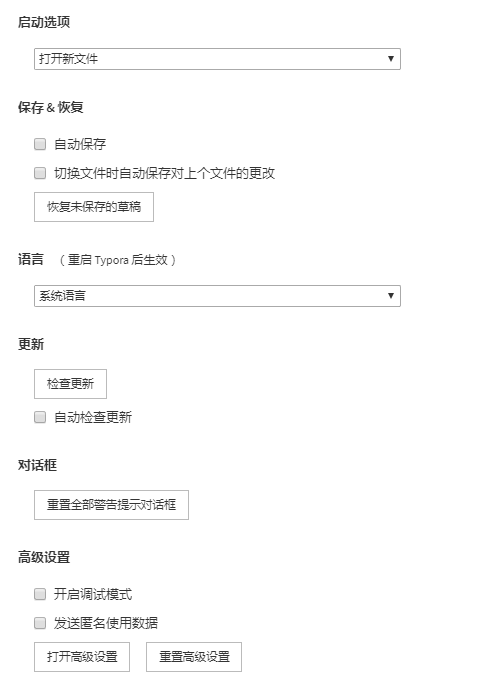 启动选项
打开新文件
保存 & 恢复
自动保存
切换文件时自动保存对上个文件的更改
恢复未保存的草稿
语言 （重启 Typora 后生效）
系统语言
更新
检查更新
自动检查更新
对话框
重置全部警告提示对话框
高级设置
开启调试模式
发送匿名使用数据
打开高级设置 重置高级设置